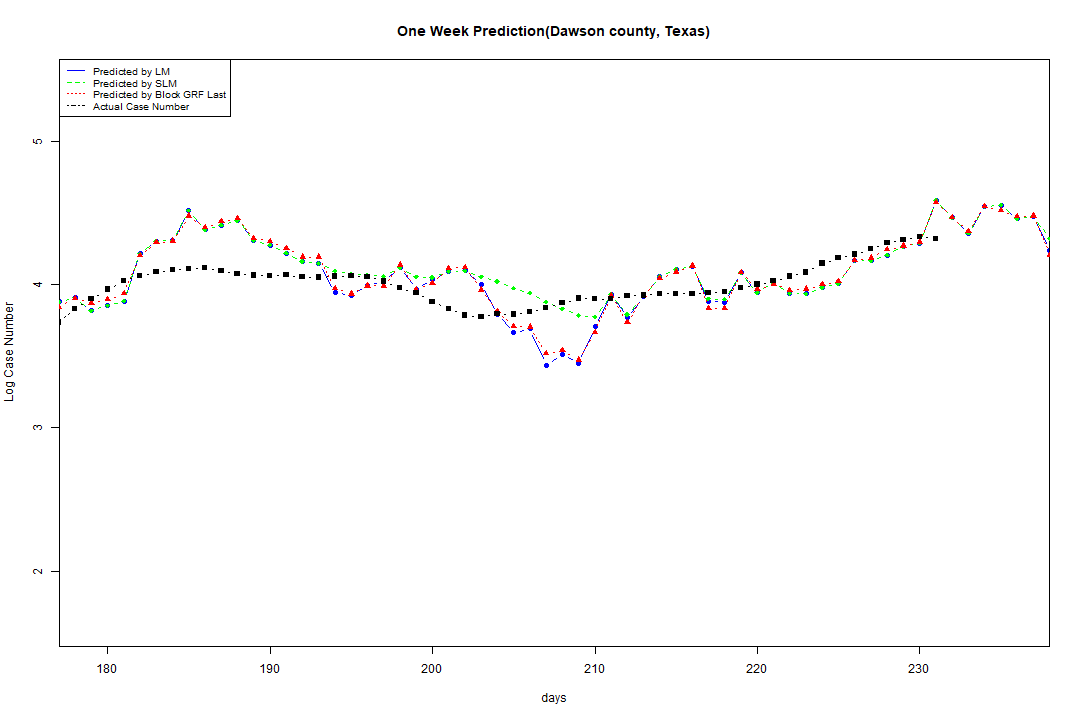 One Week Prediction(Dawson county, Texas)
Predicted by LM
Predicted by SLM
Predicted by Block GRF Last
Actual Case Number
5
4
3
2
Log Case Number
180 190 200 210 220 230
days